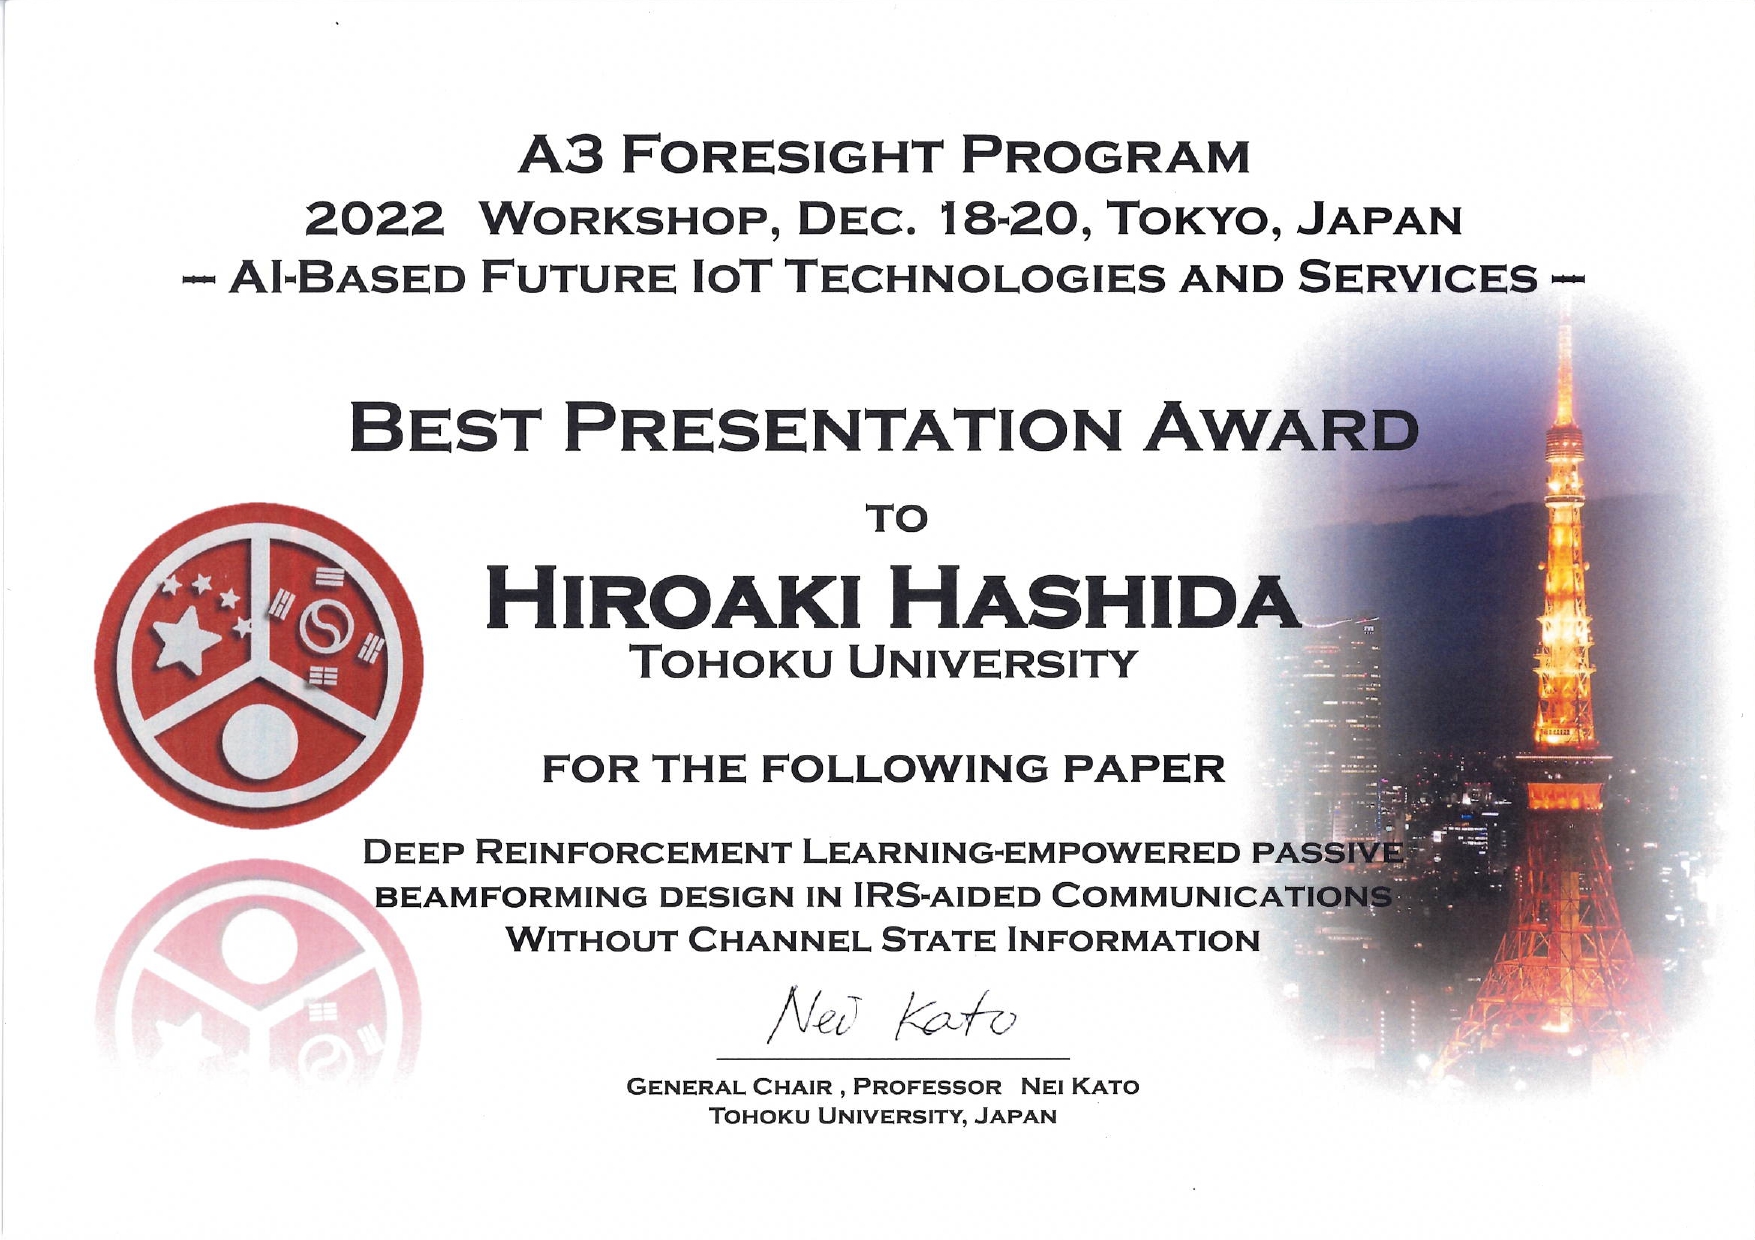 A3 FORESIGHT PROGRAM
2022 WORKSHOP, DEC. 18-20, TOKYO, JAPAN
– AI-BASED FUTURE IOT TECHNOLOGIES AND SERVICES –
BEST PRESENTATION AWARD
TO
HIROAKI HASHIDA
TOHOKU UNIVERSITY
FOR THE FOLLOWING PAPER
DEEP REINFORCEMENT LEARNING-EMPOWERED PASSIVE
BEAMFORMING DESIGN IN IRS-AIDED COMMUNICATIONS
WITHOUT CHANNEL STATE INFORMATION
Nei Kato
GENERAL CHAIR , PROFESSOR NEI KATO
TOHOKU UNIVERSITY, JAPAN